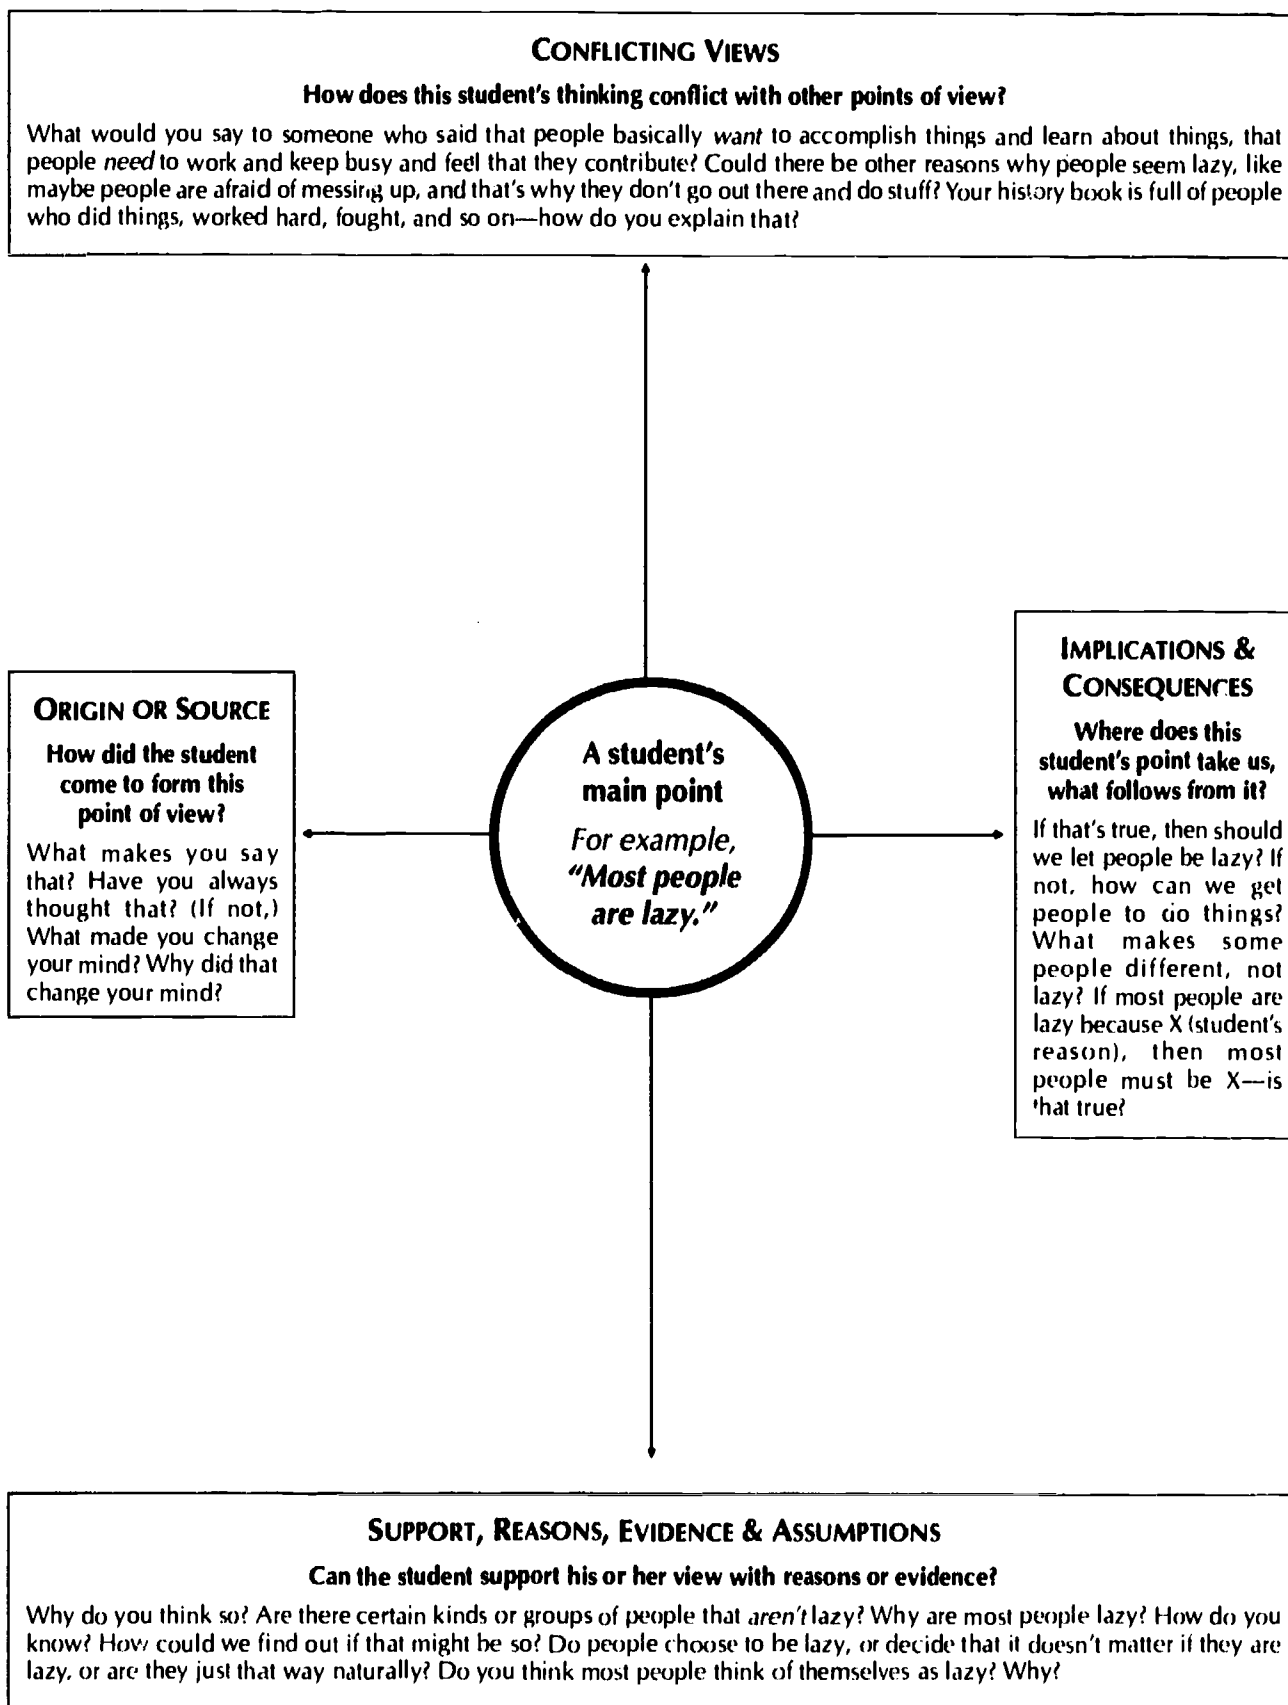 CONFLICTING VIEWS
How does this student's thinking conflict with other points of view?
What would you say to someone who said that people basically want to accomplish things and learn about things, that
people need to work and keep busy and feel that they contribute? Could there be other reasons why people seem lazy, like
maybe people are afraid of messing up, and that's why they don't go out there and do stuff? Your history book is full of people
who did things, worked hard, fought, and so on—how do you explain that?
ORIGIN OR SOURCE
How did the student
come to form this
point of view?
What makes you say
that? Have you always
thought that? (If not,)
What made you change
your mind? Why did that
change your mind?
A student's
main point
For example,
"Most people
are lazy."
IMPLICATIONS &
CONSEQUENCES
Where does this
student's point take us,
what follows from it?
If that's true, then should
we let people be lazy? If
not, how can we get
people to do things?
What makes some
people different, not
lazy? If most people are
lazy because X (student's
reason), then most
people must be X—is
that true?
SUPPORT, REASONS, EVIDENCE & ASSUMPTIONS
Can the student support his or her view with reasons or evidence?
Why do you think so? Are there certain kinds or groups of people that aren't lazy? Why are most people lazy? How do you
know? How could we find out if that might be so? Do people choose to be lazy, or decide that it doesn't matter if they are
lazy, or are they just that way naturally? Do you think most people think of themselves as lazy? Why?